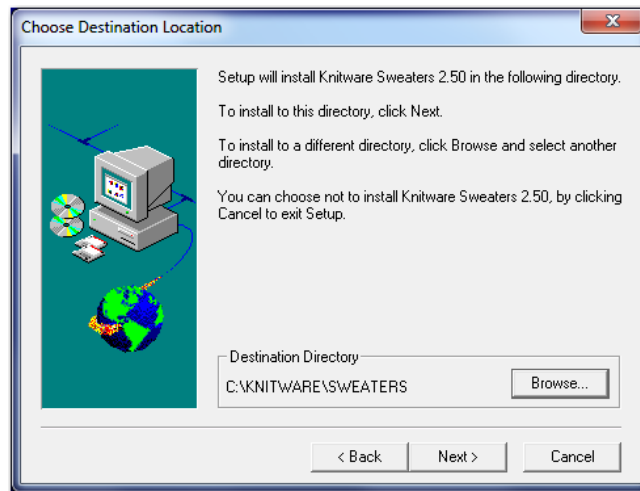 Choose Destination Location
Setup will install Knitware Sweaters 2.50 in the following directory.
To install to this directory, click Next.
To install to a different directory, click Browse and select another
directory.
You can choose not to install Knitware Sweaters 2.50, by clicking
Cancel to exit Setup.
Destination Directory
C:\KNITWARE\SWEATERS
Browse...
< Back
Next >
Cancel